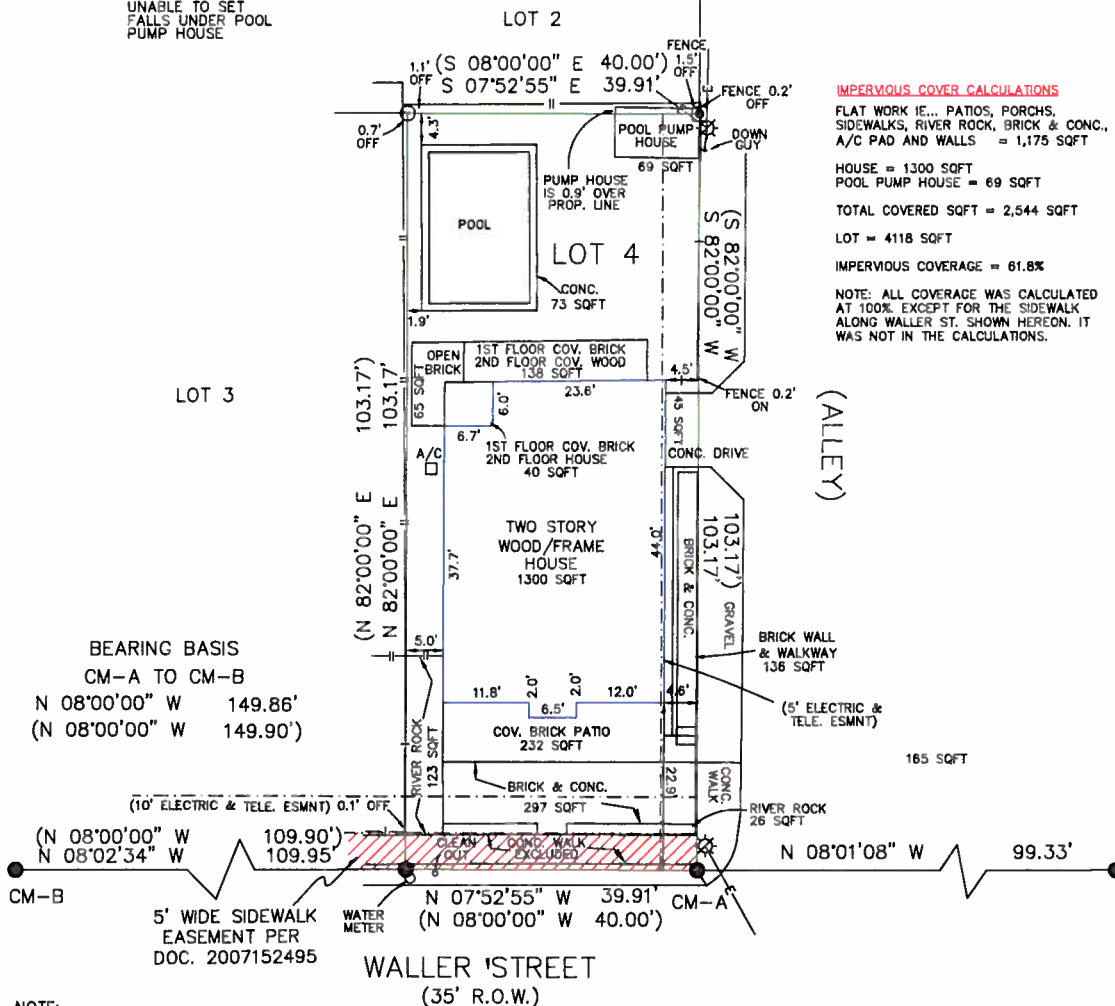 UNABLE TO SET
FALLS UNDER POOL
PUMP HOUSE
LOT 2
(S 08°00'00" E 40.00')
S 07°52'55" E 39.91'
1.1'
OFF
FENCE
1.5'
OFF
FENCE 0.2'
OFF
0.7'
OFF
4.3'
POOL PUMP
HOUSE
69 SQFT
DOWN
GUY
PUMP HOUSE
IS 0.9' OVER
PROP. LINE
POOL
LOT 4
CONC.
73 SQFT
1.9'
(S 82°00'00" W
S 82°00'00" W
IMPERVIOUS COVER CALCULATIONS
FLAT WORK IE... PATIOS, PORCHS,
SIDEWALKS, RIVER ROCK, BRICK & CONC.,
A/C PAD AND WALLS = 1,175 SQFT
HOUSE = 1300 SQFT
POOL PUMP HOUSE = 69 SQFT
TOTAL COVERED SQFT = 2,544 SQFT
LOT = 4118 SQFT
IMPERVIOUS COVERAGE = 61.8%
NOTE: ALL COVERAGE WAS CALCULATED
AT 100% EXCEPT FOR THE SIDEWALK
ALONG WALLER ST. SHOWN HEREON. IT
WAS NOT IN THE CALCULATIONS.
LOT 3
OPEN
BRICK
65 SQFT
1ST FLOOR COV. BRICK
2ND FLOOR COV. WOOD
138 SQFT
23.6'
4.5'
FENCE 0.2'
ON
6.0'
6.7'
1ST FLOOR COV. BRICK
2ND FLOOR HOUSE
40 SQFT
A/C
43 SQFT
CONC. DRIVE
(ALLEY)
(N 82°00'00" E 103.17')
N 82°00'00" E 103.17'
TWO STORY
WOOD/FRAME
HOUSE
1300 SQFT
37.7'
44.0'
BRICK & CONC.
103.17')
103.17'
GRAVEL
BRICK WALL
& WALKWAY
136 SQFT
(5' ELECTRIC &
TELE. ESMNT)
5.0'
BEARING BASIS
CM-A TO CM-B
N 08°00'00" W 149.86'
(N 08°00'00" W 149.90')
11.8'
2.0'
6.5'
2.0'
12.0'
4.6'
COV. BRICK PATIO
232 SQFT
165 SQFT
RIVER ROCK
123 SQFT
BRICK & CONC.
297 SQFT
22.9'
CONC.
WALK
RIVER ROCK
26 SQFT
(10' ELECTRIC & TELE. ESMNT) 0.1' OFF
(N 08°00'00" W 109.90')
N 08°02'34" W 109.95'
CLEAN
OUT
CONC. WALK
EXCLUDED
N 08°01'08" W 99.33'
CM-B
CM-A
N 07°52'55" W 39.91'
(N 08°00'00" W 40.00')
5' WIDE SIDEWALK
EASEMENT PER
DOC. 2007152495
WATER
METER
E
WALLER STREET
(35' R.O.W.)
NOTE: